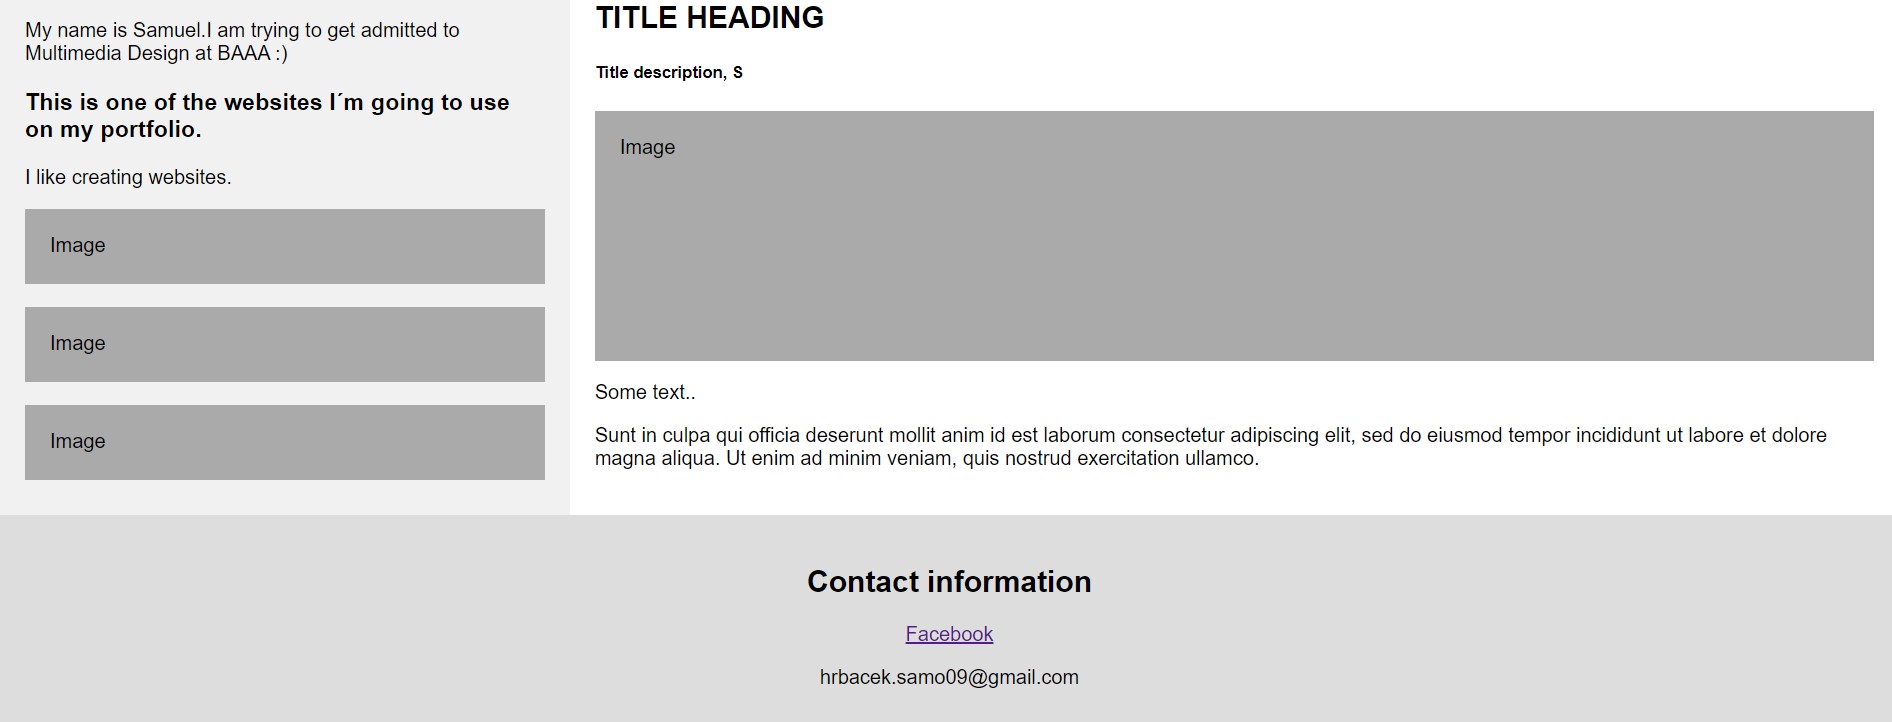 My name is Samuel.I am trying to get admitted to
Multimedia Design at BAAA :)
This is one of the websites I´m going to use
on my portfolio.
I like creating websites.
Image
Image
Image
TITLE HEADING
Title description, S
Image
Some text..
Sunt in culpa qui officia deserunt mollit anim id est laborum consectetur adipiscing elit, sed do eiusmod tempor incididunt ut labore et dolore
magna aliqua. Ut enim ad minim veniam, quis nostrud exercitation ullamco.
Contact information
Facebook
hrbacek.samo09@gmail.com